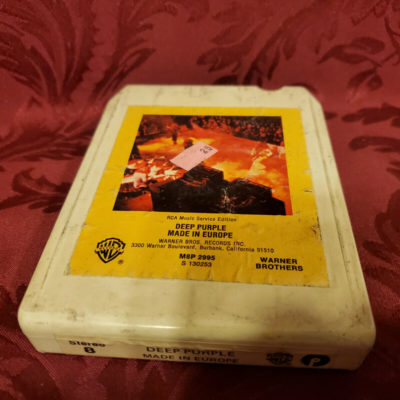 25
RCA Music Service Edition
DEEP PURPLE
MADE IN EUROPE
WARNER BROS. RECORDS INC.
3300 Warner Boulevard, Burbank, California 91510
M8P 2995
S 130253
WARNER
BROTHERS
Stereo
8
DEEP PURPLE
MADE IN EUROPE